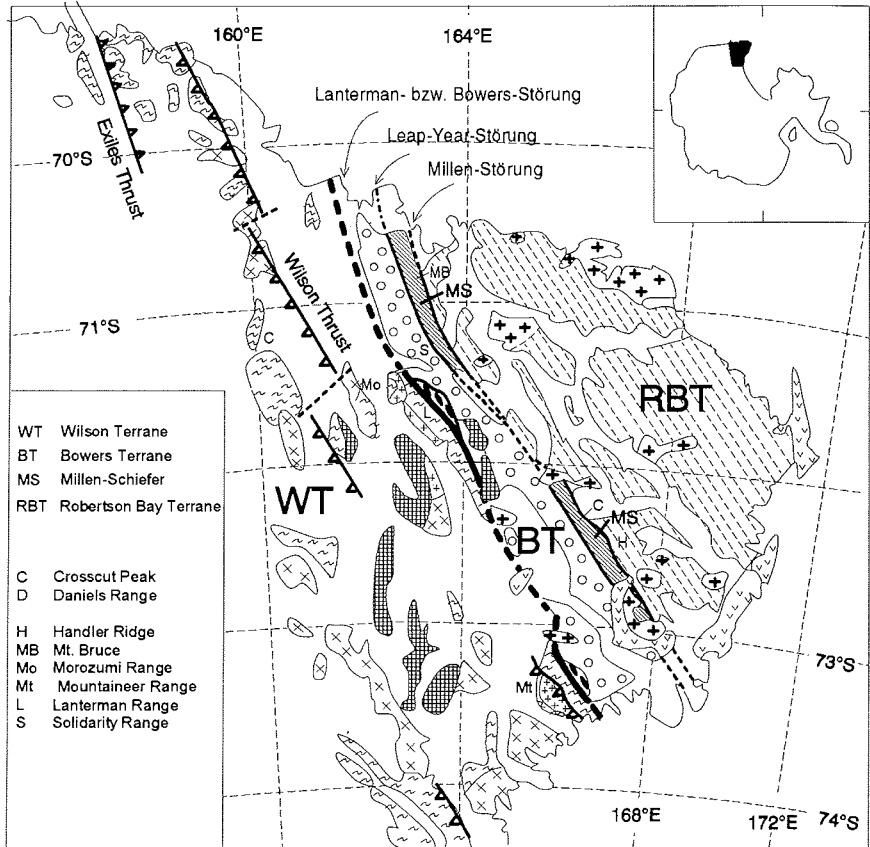 160°E
164°E
Lanterman- bzw. Bowers-Störung
Leap-Year-Störung
Millen-Störung
70°S
Exiles Thrust
Wilson Thrust
MB
MS
71°S
C
S
Mo
L
RBT
WT
BT
C
MS
H
Mt
73°S
168°E
172°E
74°S
WT Wilson Terrane
BT Bowers Terrane
MS Millen-Schiefer
RBT Robertson Bay Terrane
C Crosscut Peak
D Daniels Range
H Handler Ridge
MB Mt. Bruce
Mo Morozumi Range
Mt Mountaineer Range
L Lanterman Range
S Solidarity Range